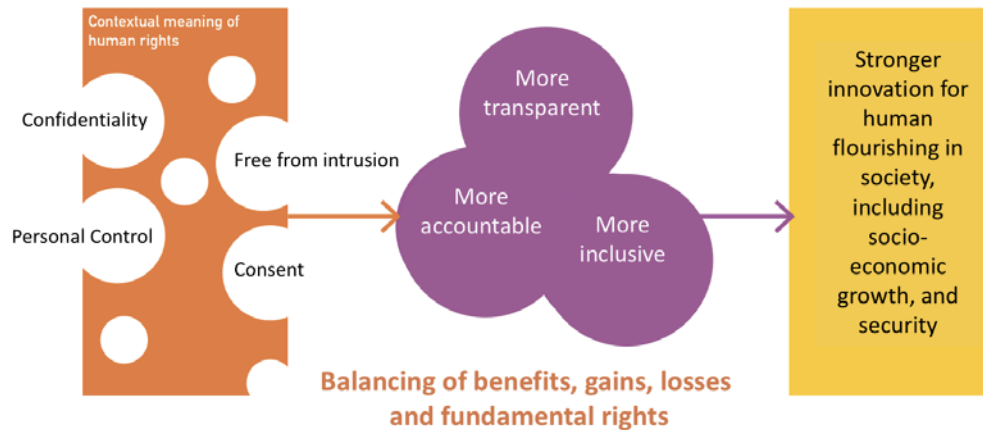 Contextual meaning of
human rights
Confidentiality
Free from intrusion
Personal Control
Consent
More
transparent
More
accountable
More
inclusive
Balancing of benefits, gains, losses
and fundamental rights
Stronger
innovation for
human
flourishing in
society,
including
socio-
economic
growth, and
security